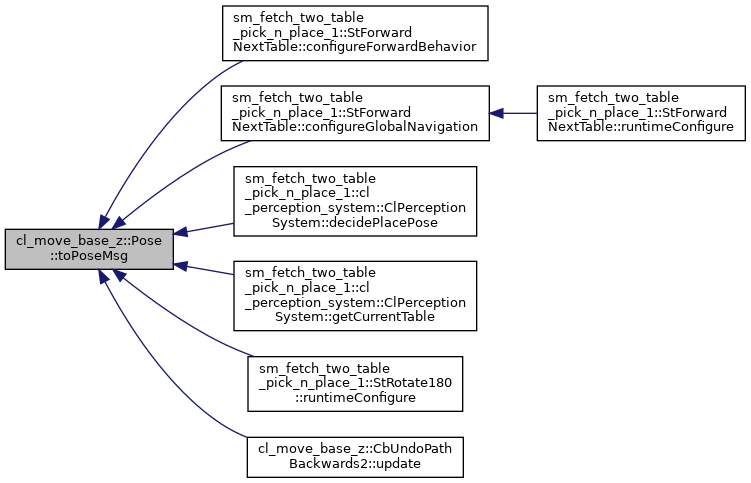 sm_fetch_two_table
_pick_n_place_1::StForward
NextTable::configureForwardBehavior
sm_fetch_two_table
_pick_n_place_1::StForward
NextTable::configureGlobalNavigation
sm_fetch_two_table
_pick_n_place_1::StForward
NextTable::runtimeConfigure
sm_fetch_two_table
_pick_n_place_1::cl
_perception_system::ClPerception
System::decidePlacePose
cl_move_base_z::Pose
::toPoseMsg
sm_fetch_two_table
_pick_n_place_1::cl
_perception_system::ClPerception
System::getCurrentTable
sm_fetch_two_table
_pick_n_place_1::StRotate180
::runtimeConfigure
cl_move_base_z::CbUndoPath
Backwards2::update